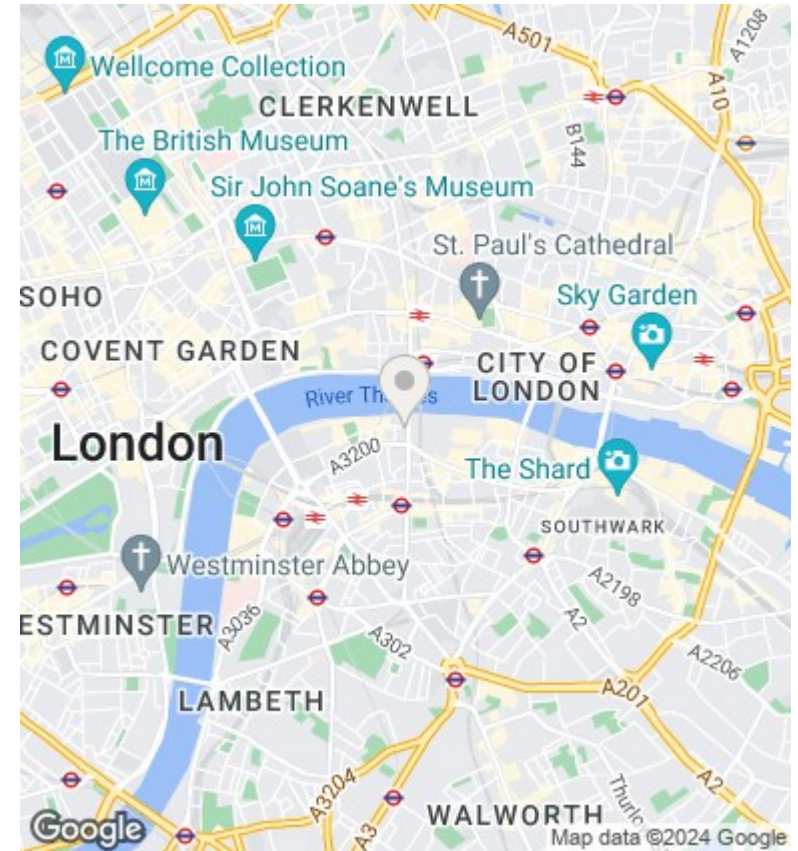 A501
A1208
Wellcome Collection
A10
CLERKENWELL
B144
The British Museum
Sir John Soane's Museum
St. Paul's Cathedral
SOHO
Sky Garden
COVENT GARDEN
CITY OF
LONDON
River
London
A3200
The Shard
SOUTHWARK
Westminster Abbey
A2198
A2
ESTMINSTER
A3036
A302
A2206
LAMBETH
A201
A2
A3204
A3
WALWORTH
Google
Map data ©2024 Google